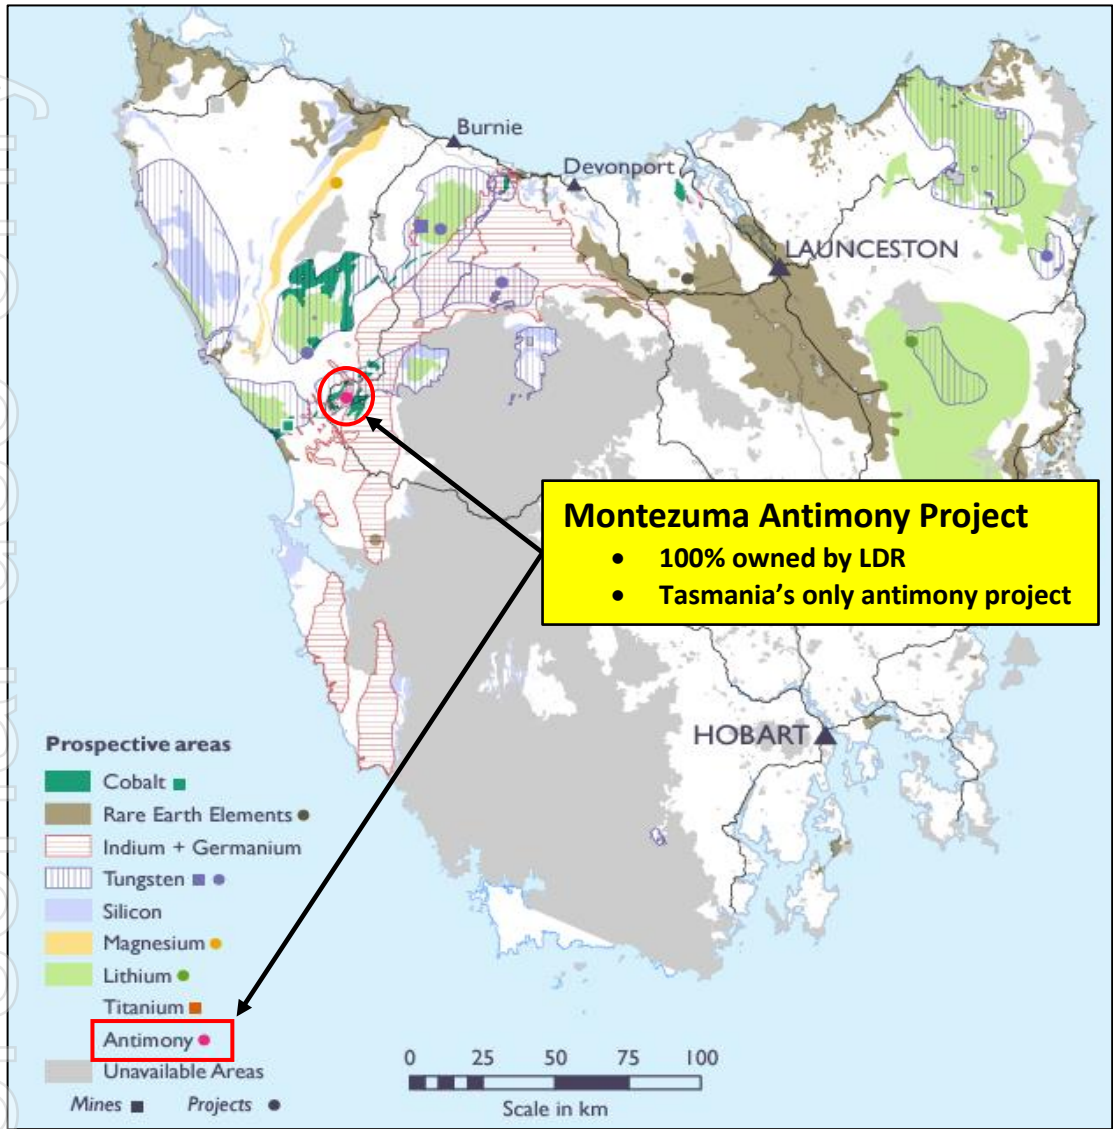 Burnie
Devonport
LAUNCESTON
Montezuma Antimony Project
• 100% owned by LDR
• Tasmania's only antimony project
HOBART
Prospective areas
Cobalt
Rare Earth Elements
Indium + Germanium
Tungsten
Silicon
Magnesium
Lithium
Titanium
Antimony
Unavailable Areas
Mines Projects
0 25 50 75 100
Scale in km